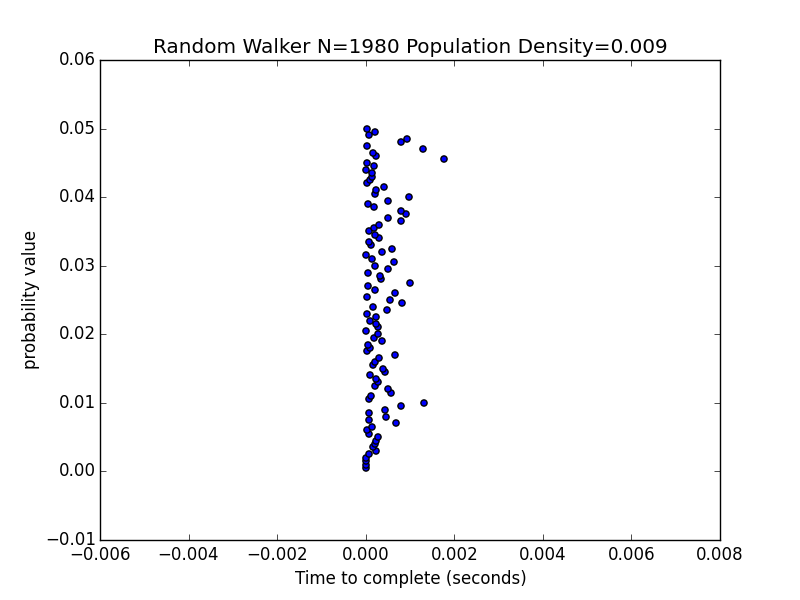 Random Walker N=1980 Population Density=0.009
0.06
0.05
0.04
0.03
0.02
0.01
0.00
−0.01
probability value
−0.006 −0.004 −0.002 0.000 0.002 0.004 0.006 0.008
Time to complete (seconds)